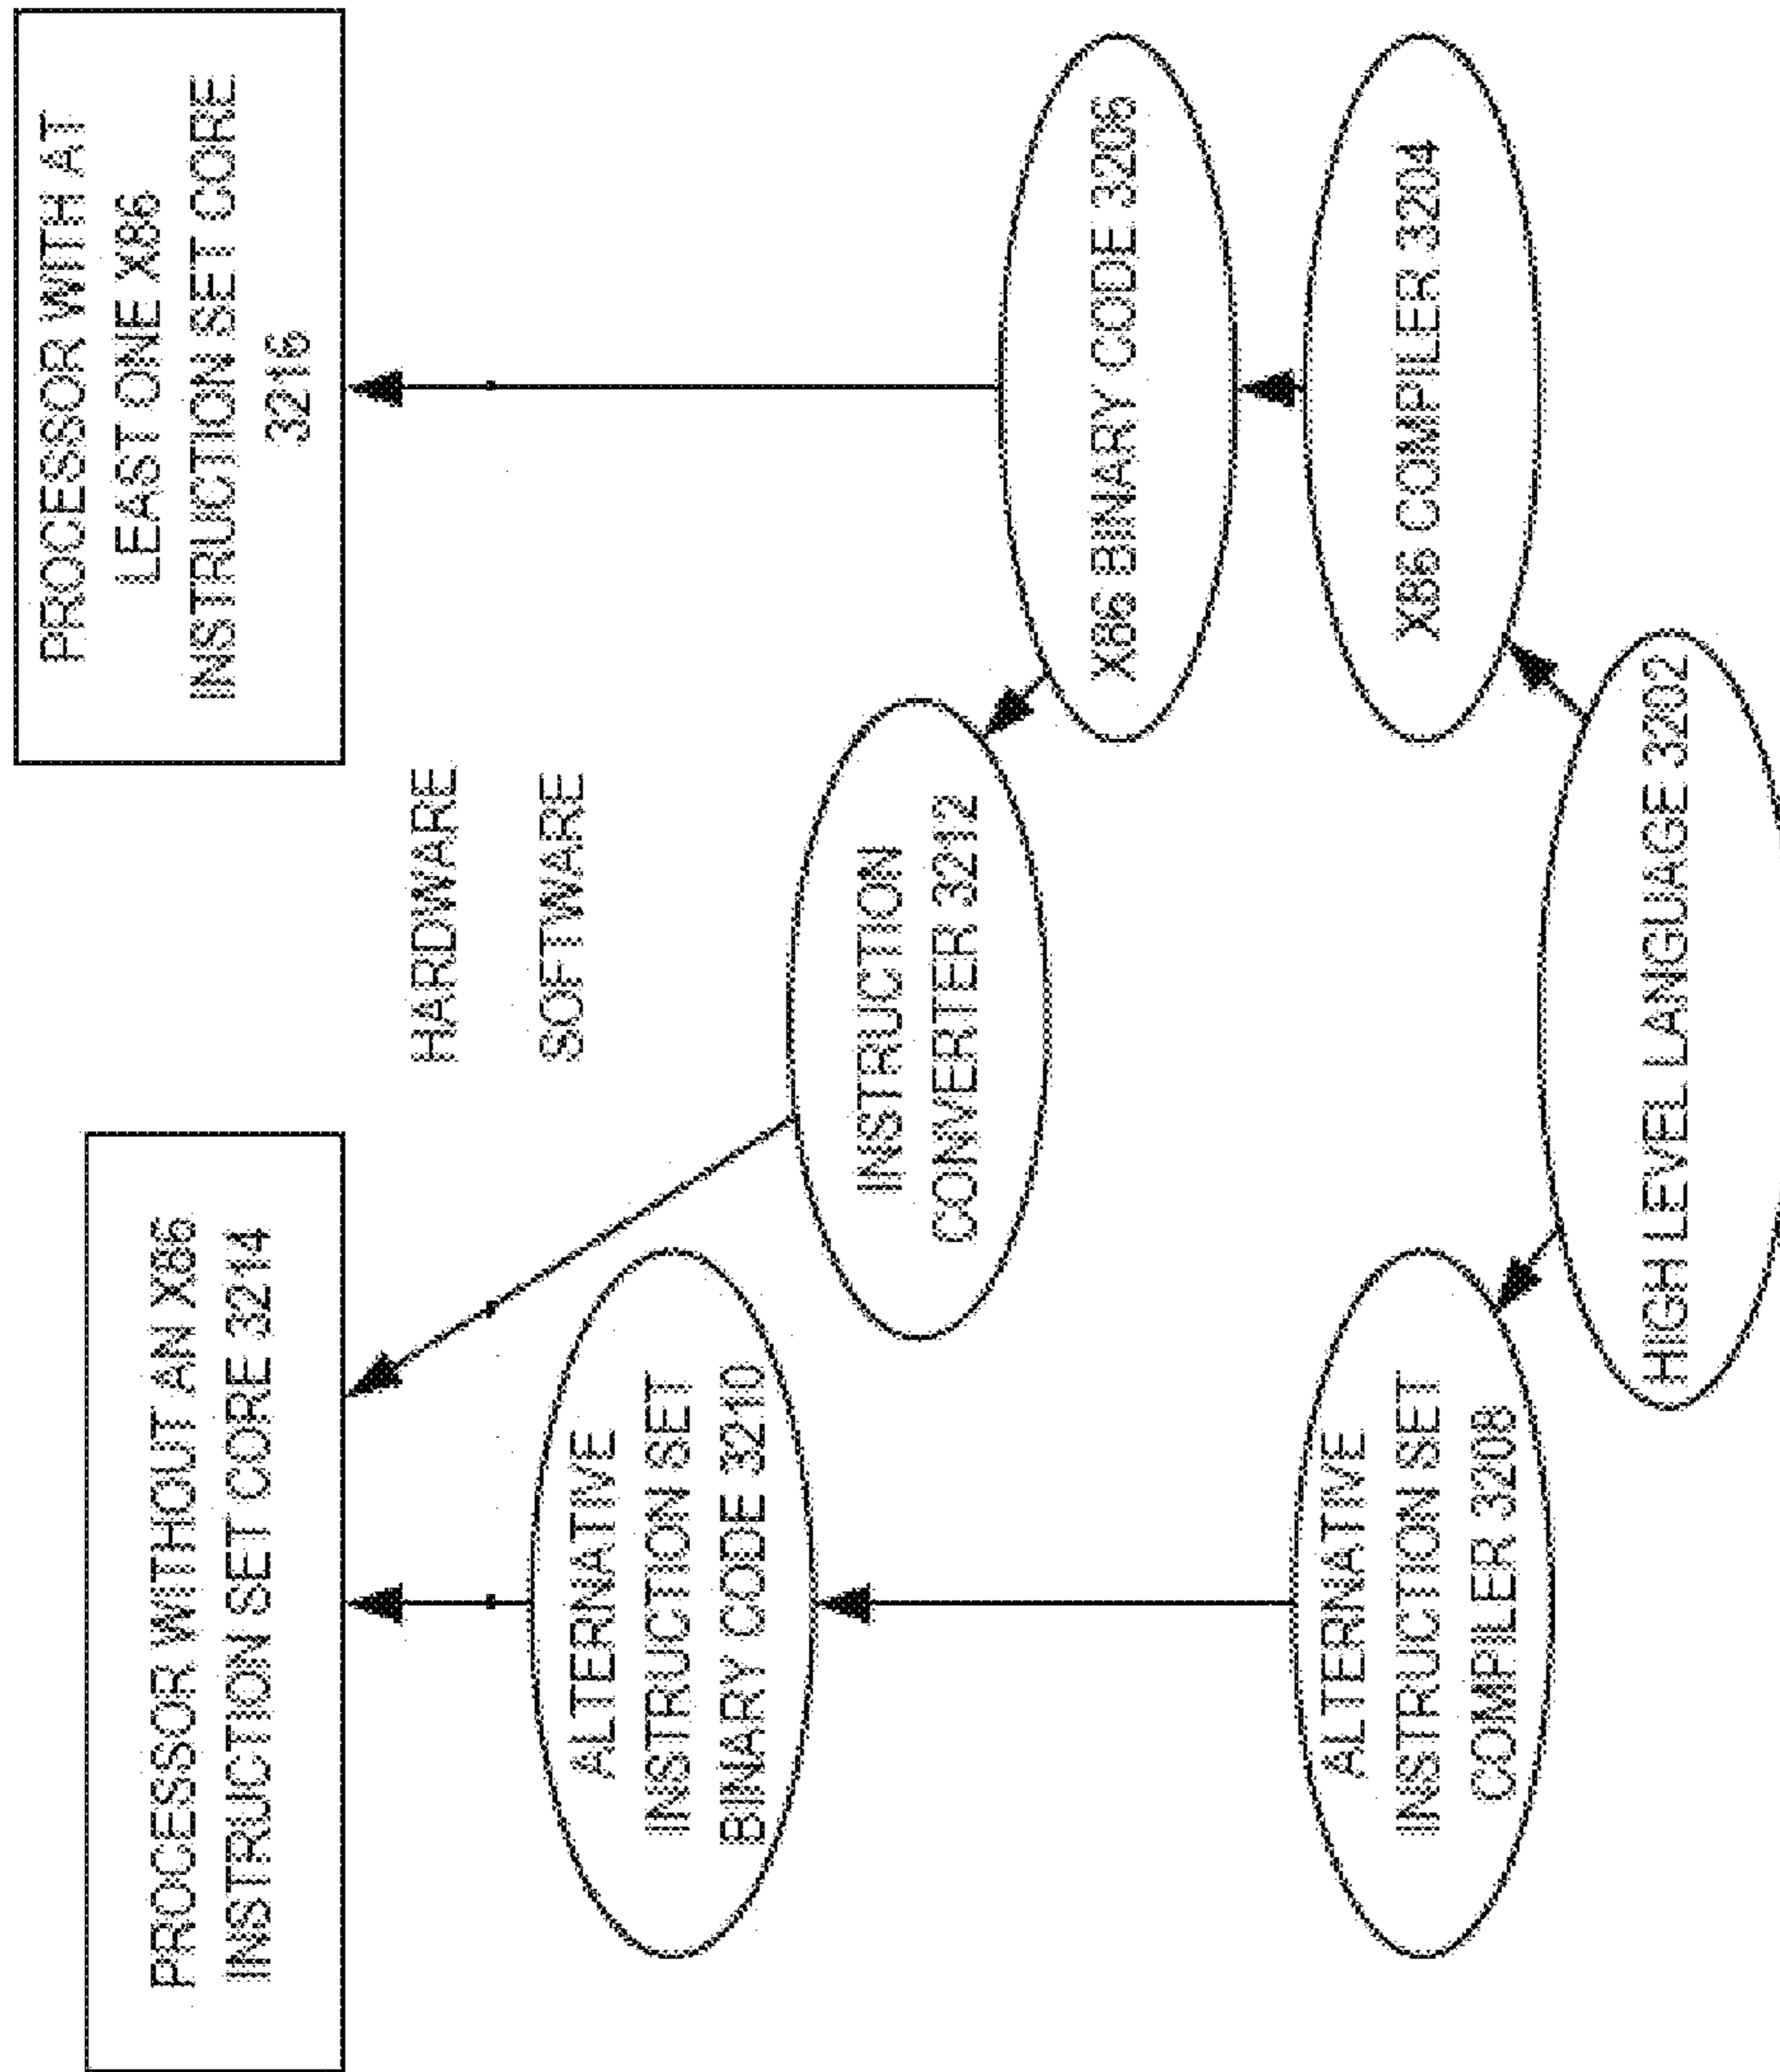 PROCESSOR WITHOUT AN X86
INSTRUCTION SET CORE 3214
PROCESSOR WITH AT
LEAST ONE X86
INSTRUCTION SET CORE
3216
HARDWARE
SOFTWARE
ALTERNATIVE
INSTRUCTION SET
BINARY CODE 3210
INSTRUCTION
CONVERTER 3212
X86 BINARY CODE 3206
ALTERNATIVE
INSTRUCTION SET
COMPILER 3208
X86 COMPILER 3204
HIGH LEVEL LANGUAGE 3202